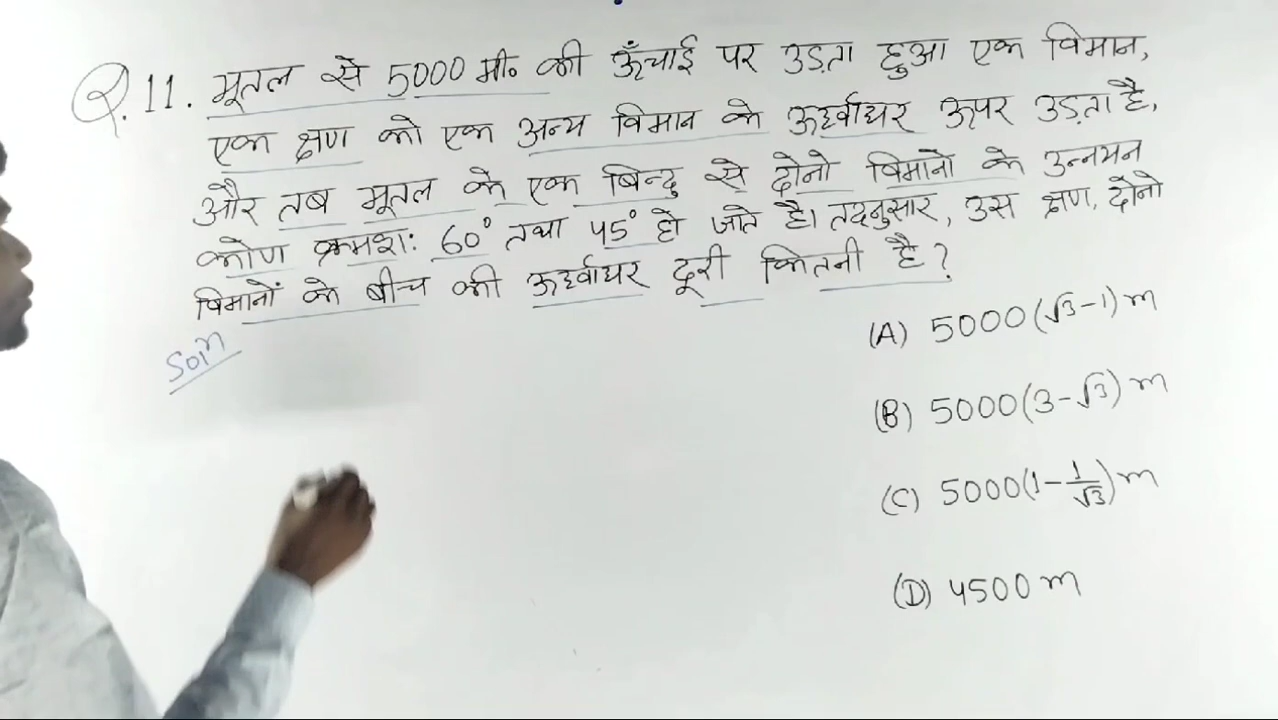 Q. 11. भूतल से 5000 मी० की ऊँचाई पर उड़ता हुआ एक विमान,
एक क्षण को एक अन्य विमान के ऊर्ध्वाधर ऊपर उड़ता है,
और तब भूतल के एक बिन्दु से दोनो विमानो के उन्नयन
कोण क्रमशः 60° तथा 45° हो जाते है। तदनुसार, उस क्षण, दोनो
विमानों के बीच की ऊर्ध्वाधर दूरी कितनी है?
(A) 5000(√3-1)m
Solⁿ
(B) 5000(3-√3)m
(C) 5000(1-1/√3)m
(D) 4500m